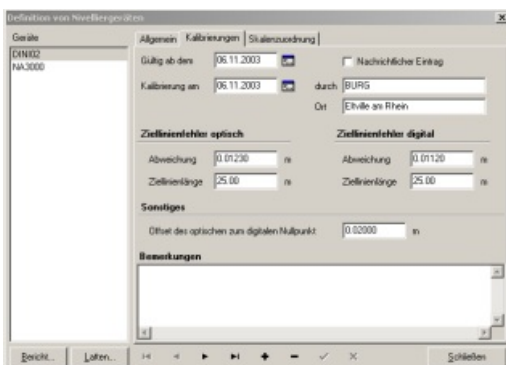 Definition von Nivelliergeräten
Geräte
DINI02
NA3000
Allgemein Kalibrierungen Skalenzuordnung
Gültig ab dem 06.11.2003 Nachrichtlicher Eintrag
Kalibrierung am 06.11.2003 durch BURG
Ort Eltville am Rhein
Ziellinienfehler optisch Ziellinienfehler digital
Abweichung 0.01230 m Abweichung 0.01120 m
Ziellinienlänge 25.00 m Ziellinienlänge 25.00 m
Sonstiges
Offset des optischen zum digitalen Nullpunkt 0.02000 m
Bemerkungen
Bericht... Latten... Schließen